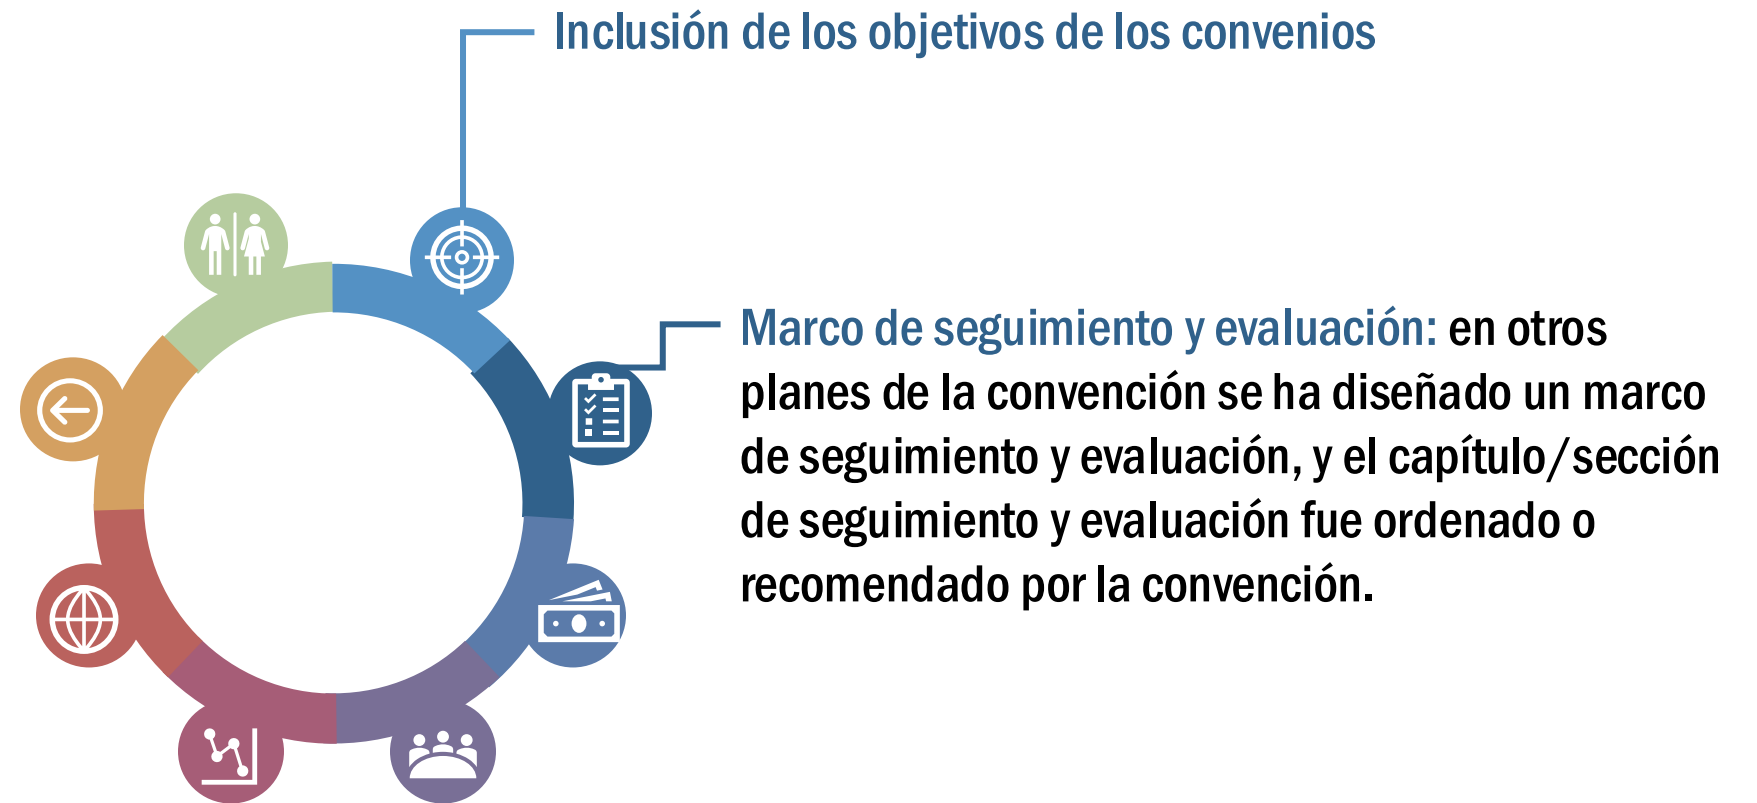 Inclusión de los objetivos de los convenios
Marco de seguimiento y evaluación: en otros
planes de la convención se ha diseñado un marco
de seguimiento y evaluación, y el capítulo/sección
de seguimiento y evaluación fue ordenado o
recomendado por la convención.